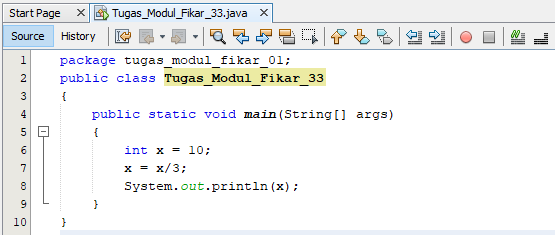 Start Page
Tugas_Modul_Fikar_33.java
Source History
1 package tugas_modul_fikar_01;
2 public class Tugas_Modul_Fikar_33
3 {
4 public static void main(String[] args)
5 {
6 int x = 10;
7 x = x/3;
8 System.out.println(x);
9 }
10 }